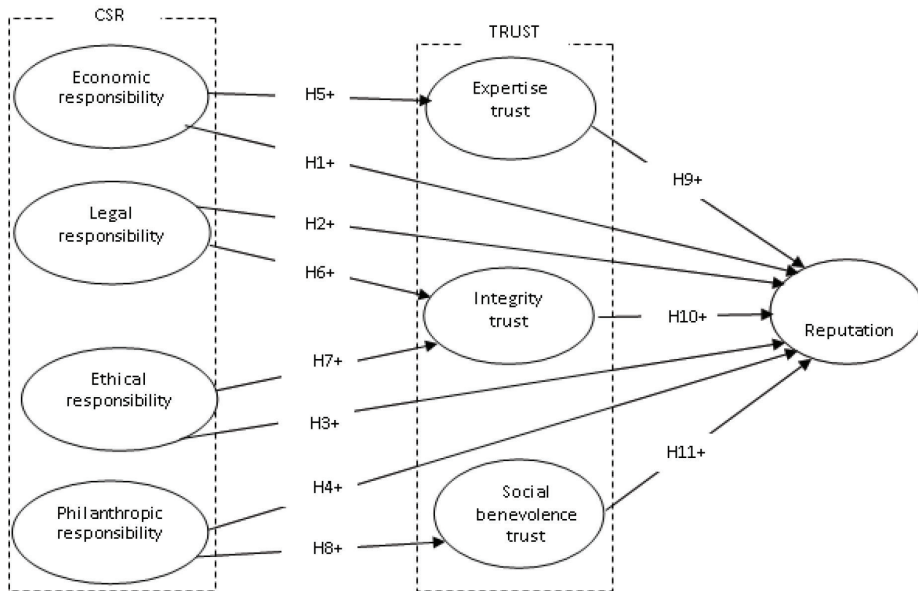 CSR
TRUST
Economic
responsibility
H5+
Expertise
trust
H1+
H9+
Legal
responsibility
H2+
H6+
Integrity
trust
H10+
Reputation
H7+
Ethical
responsibility
H3+
H11+
H4+
Philanthropic
responsibility
Social
benevolence
trust
H8+